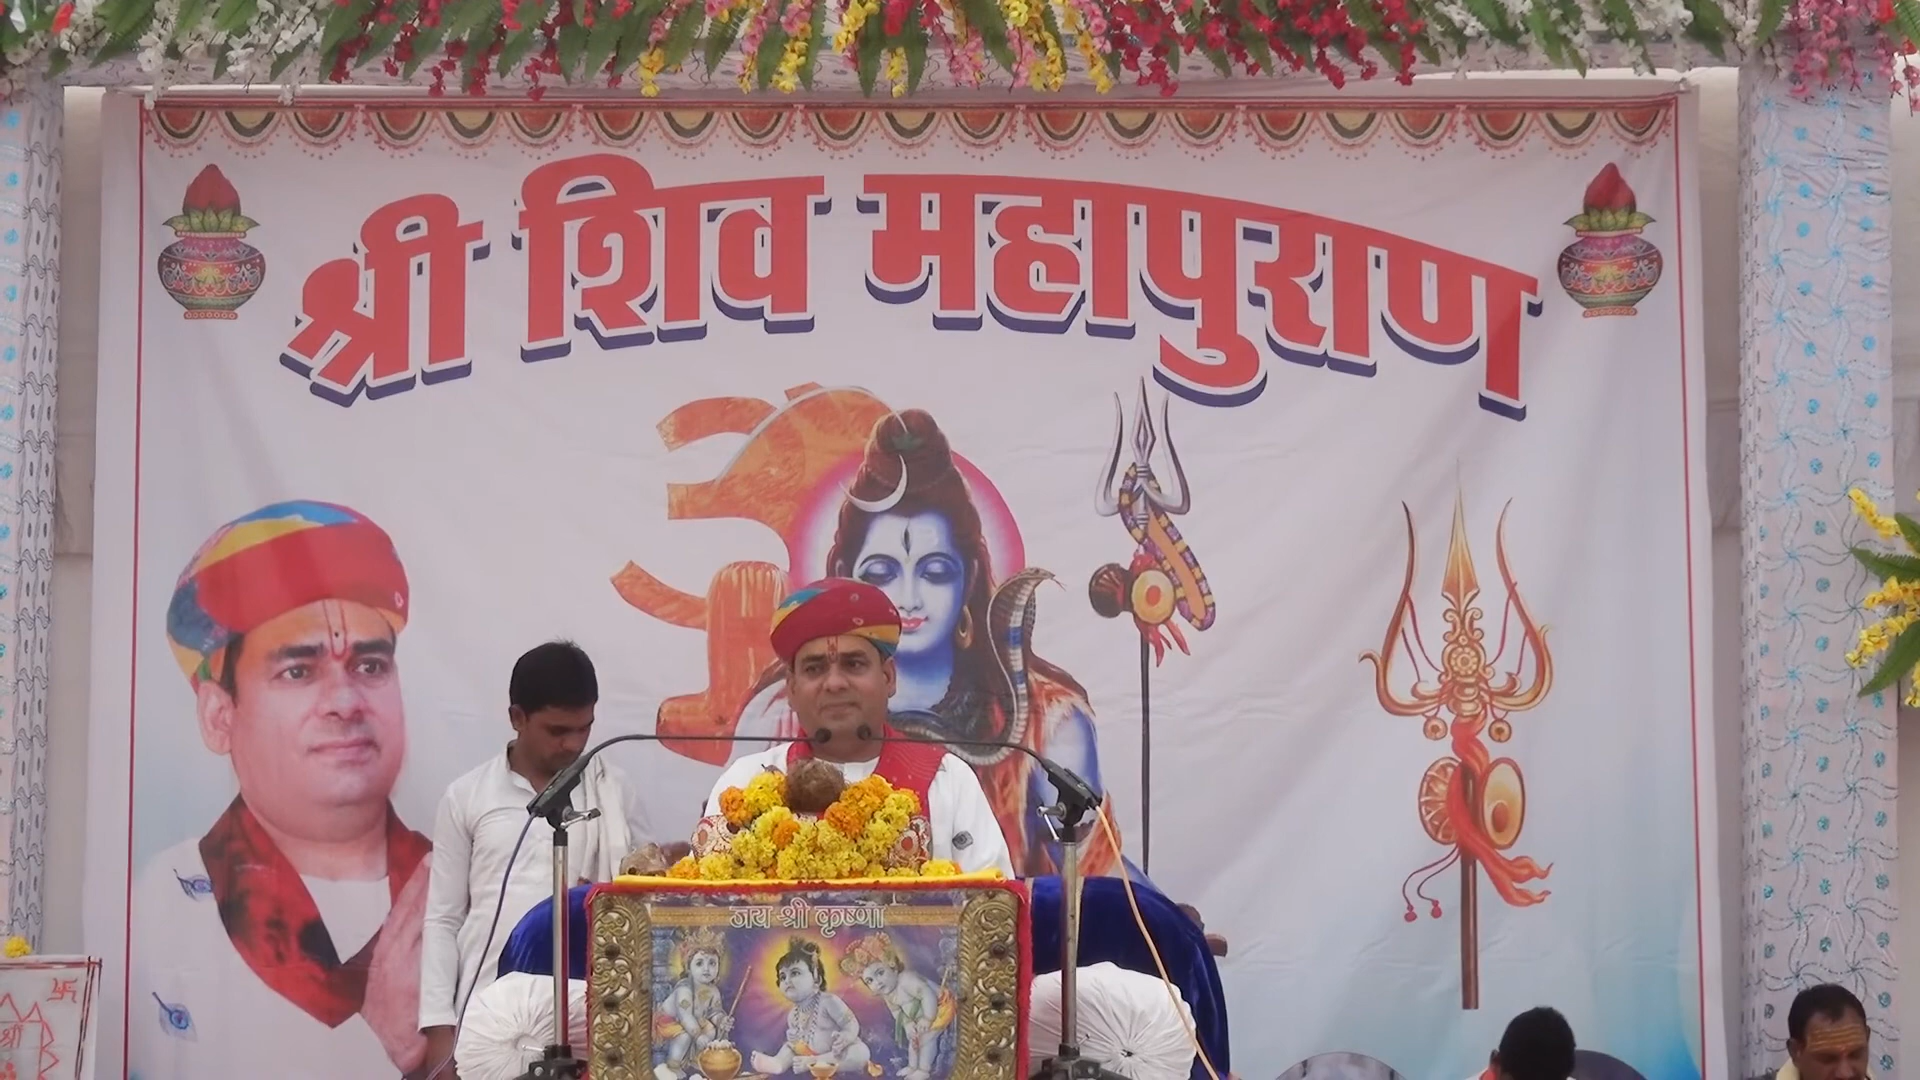 श्री शिव महापुराण
जय श्री कृष्णा
श्री